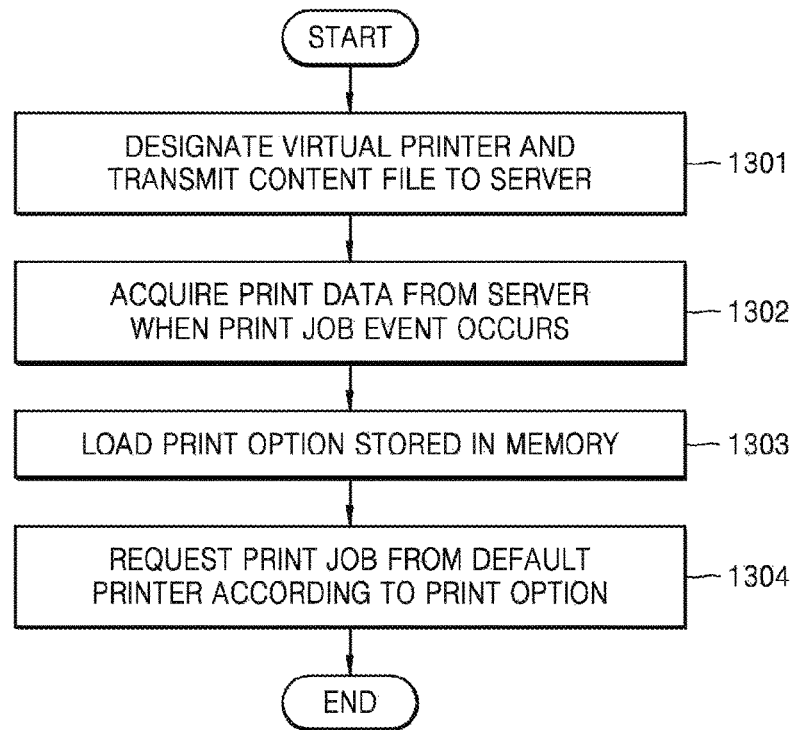 START
DESIGNATE VIRTUAL PRINTER AND
TRANSMIT CONTENT FILE TO SERVER
1301
ACQUIRE PRINT DATA FROM SERVER
WHEN PRINT JOB EVENT OCCURS
1302
LOAD PRINT OPTION STORED IN MEMORY
1303
REQUEST PRINT JOB FROM DEFAULT
PRINTER ACCORDING TO PRINT OPTION
1304
END